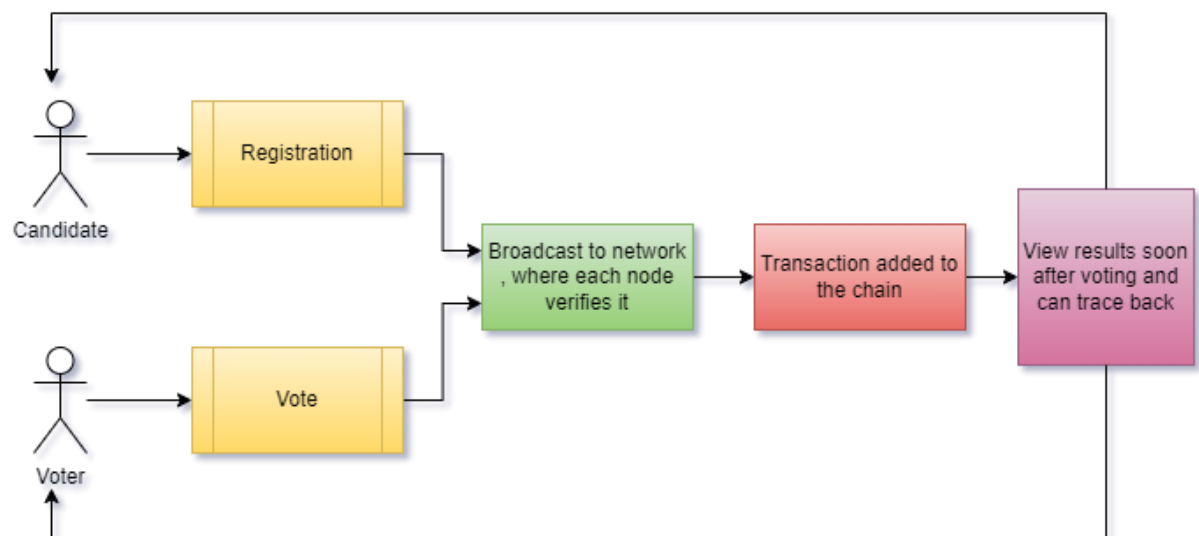 Candidate
Registration
Broadcast to network
, where each node
verifies it
Transaction added to
the chain
View results soon
after voting and
can trace back
Vote
Voter